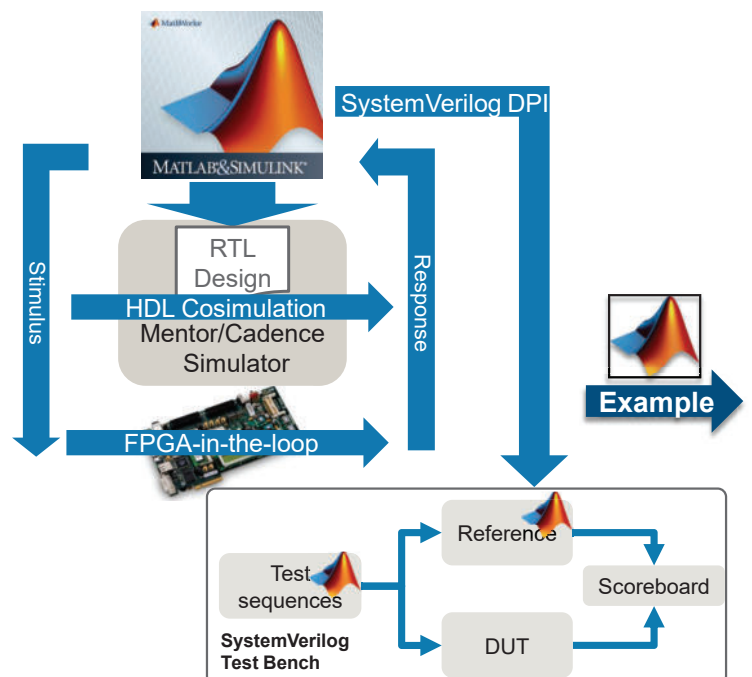 MathWorks
MATLAB&SIMULINK®
SystemVerilog DPI
Stimulus
Response
RTL
Design
HDL Cosimulation
Mentor/Cadence
Simulator
Example
FPGA-in-the-loop
Reference
Test
sequences
Scoreboard
DUT
SystemVerilog
Test Bench